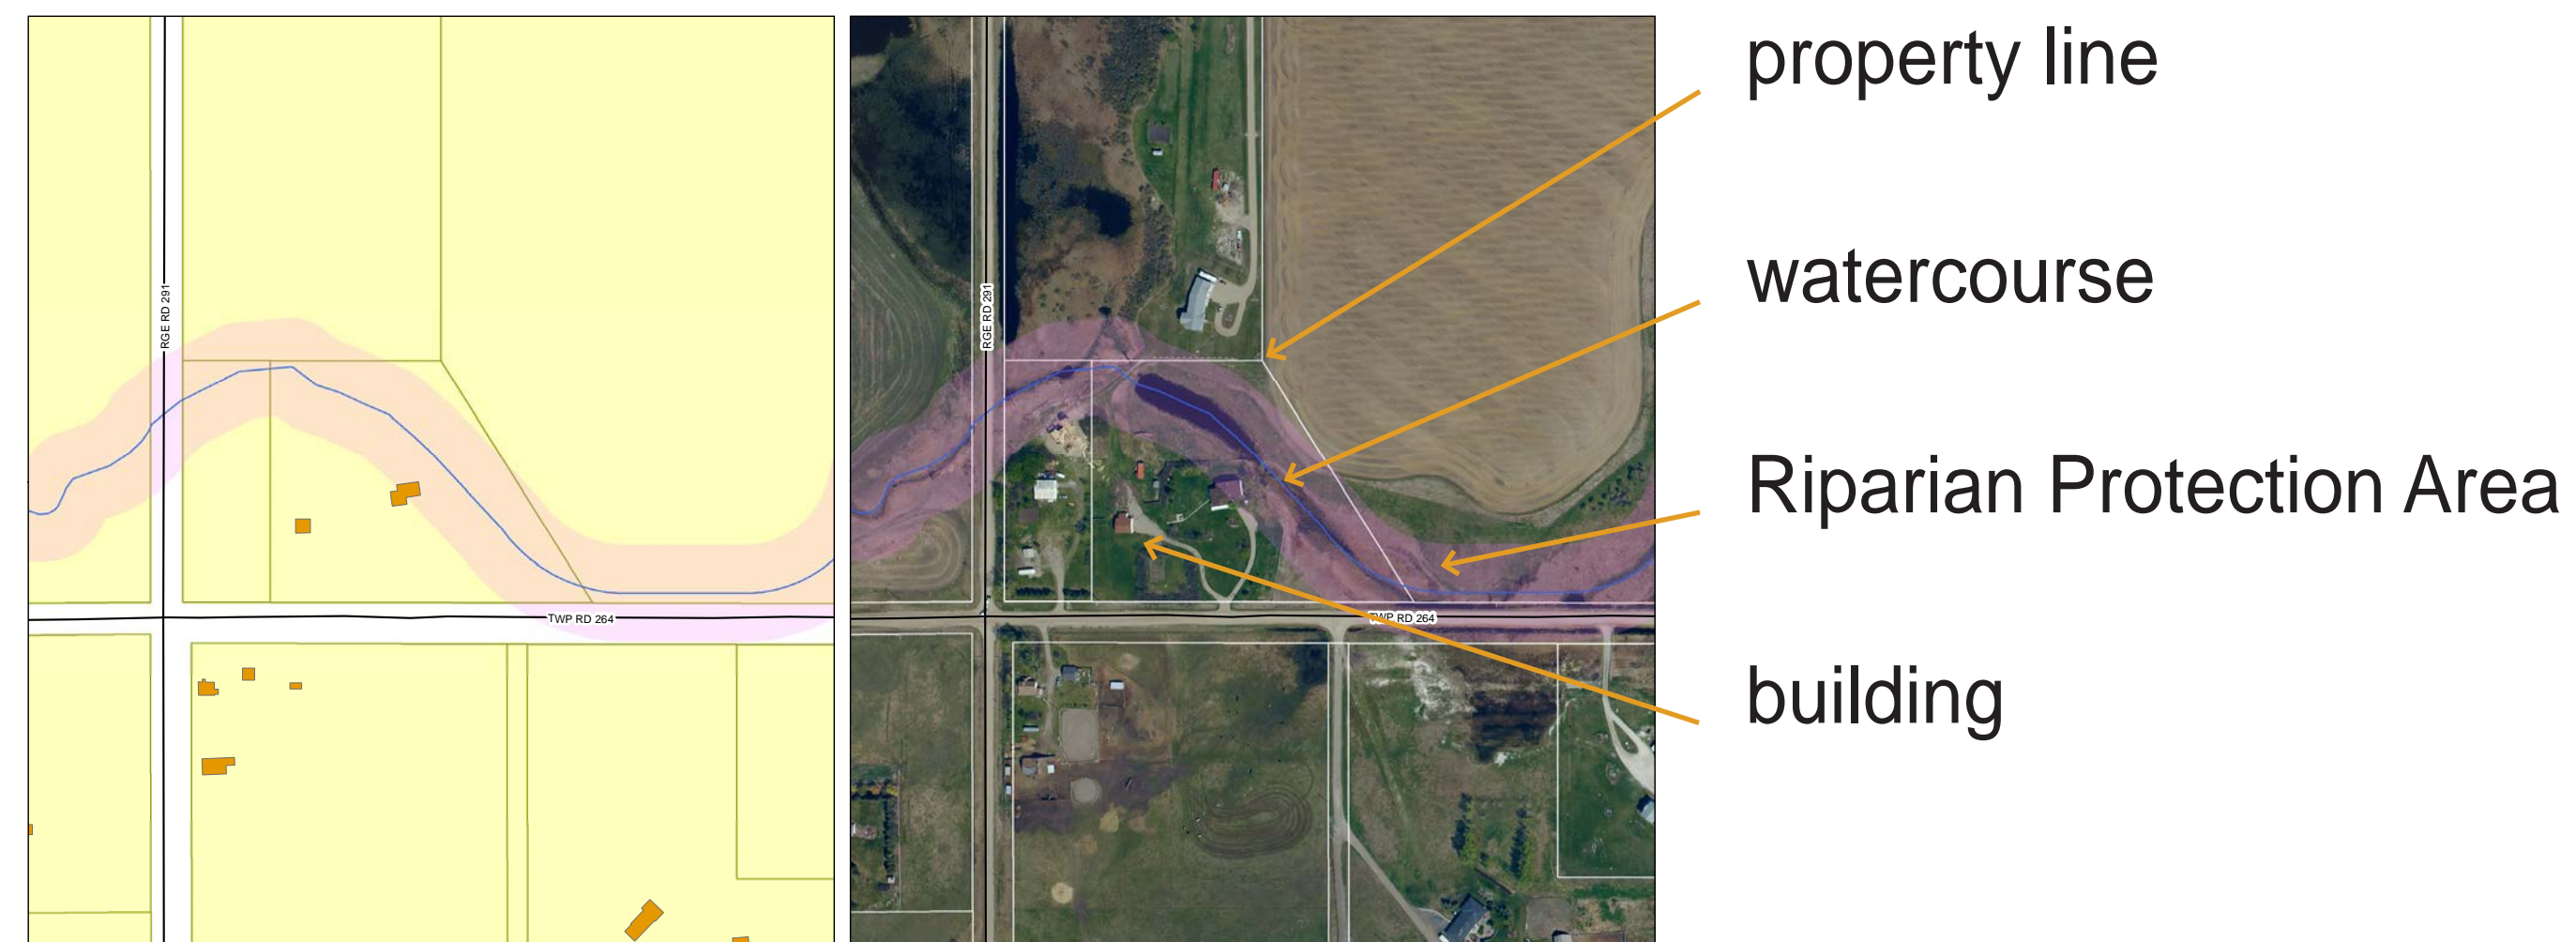 RGE RD 291
TWP RD 264
RGE RD 291
TWP RD 264
property line
watercourse
Riparian Protection Area
building